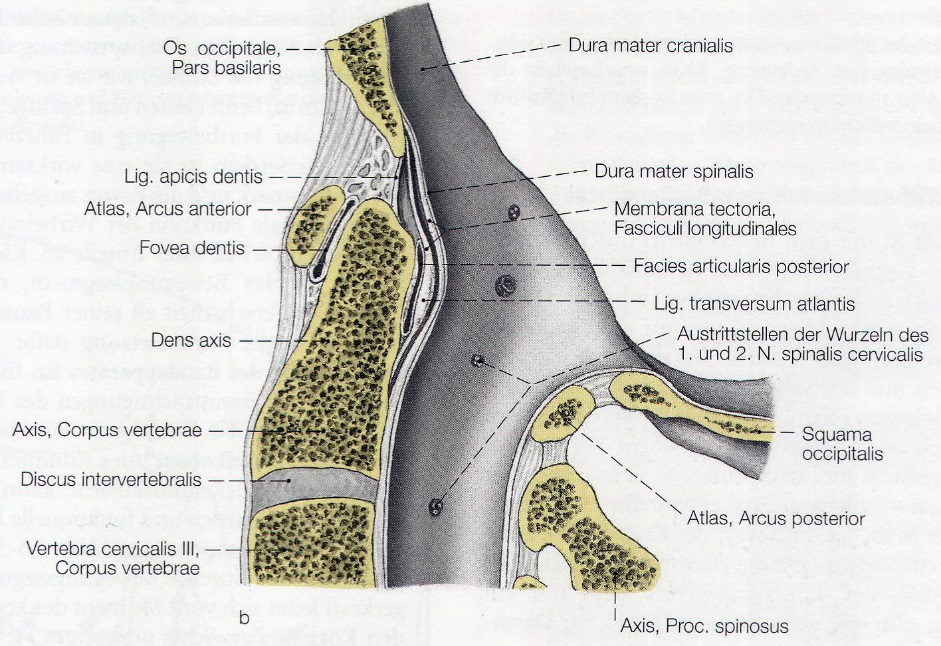 Os occipitale,
Pars basilaris
Lig. apicis dentis
Atlas, Arcus anterior
Fovea dentis
Dens axis
Axis, Corpus vertebrae
Discus intervertebralis
Vertebra cervicalis III,
Corpus vertebrae
b
Dura mater cranialis
Dura mater spinalis
Membrana tectoria,
Fasciculi longitudinales
Facies articularis posterior
Lig. transversum atlantis
Austrittstellen der Wurzeln des
1. und 2. N. spinalis cervicalis
Squama
occipitalis
Atlas, Arcus posterior
Axis, Proc. spinosus